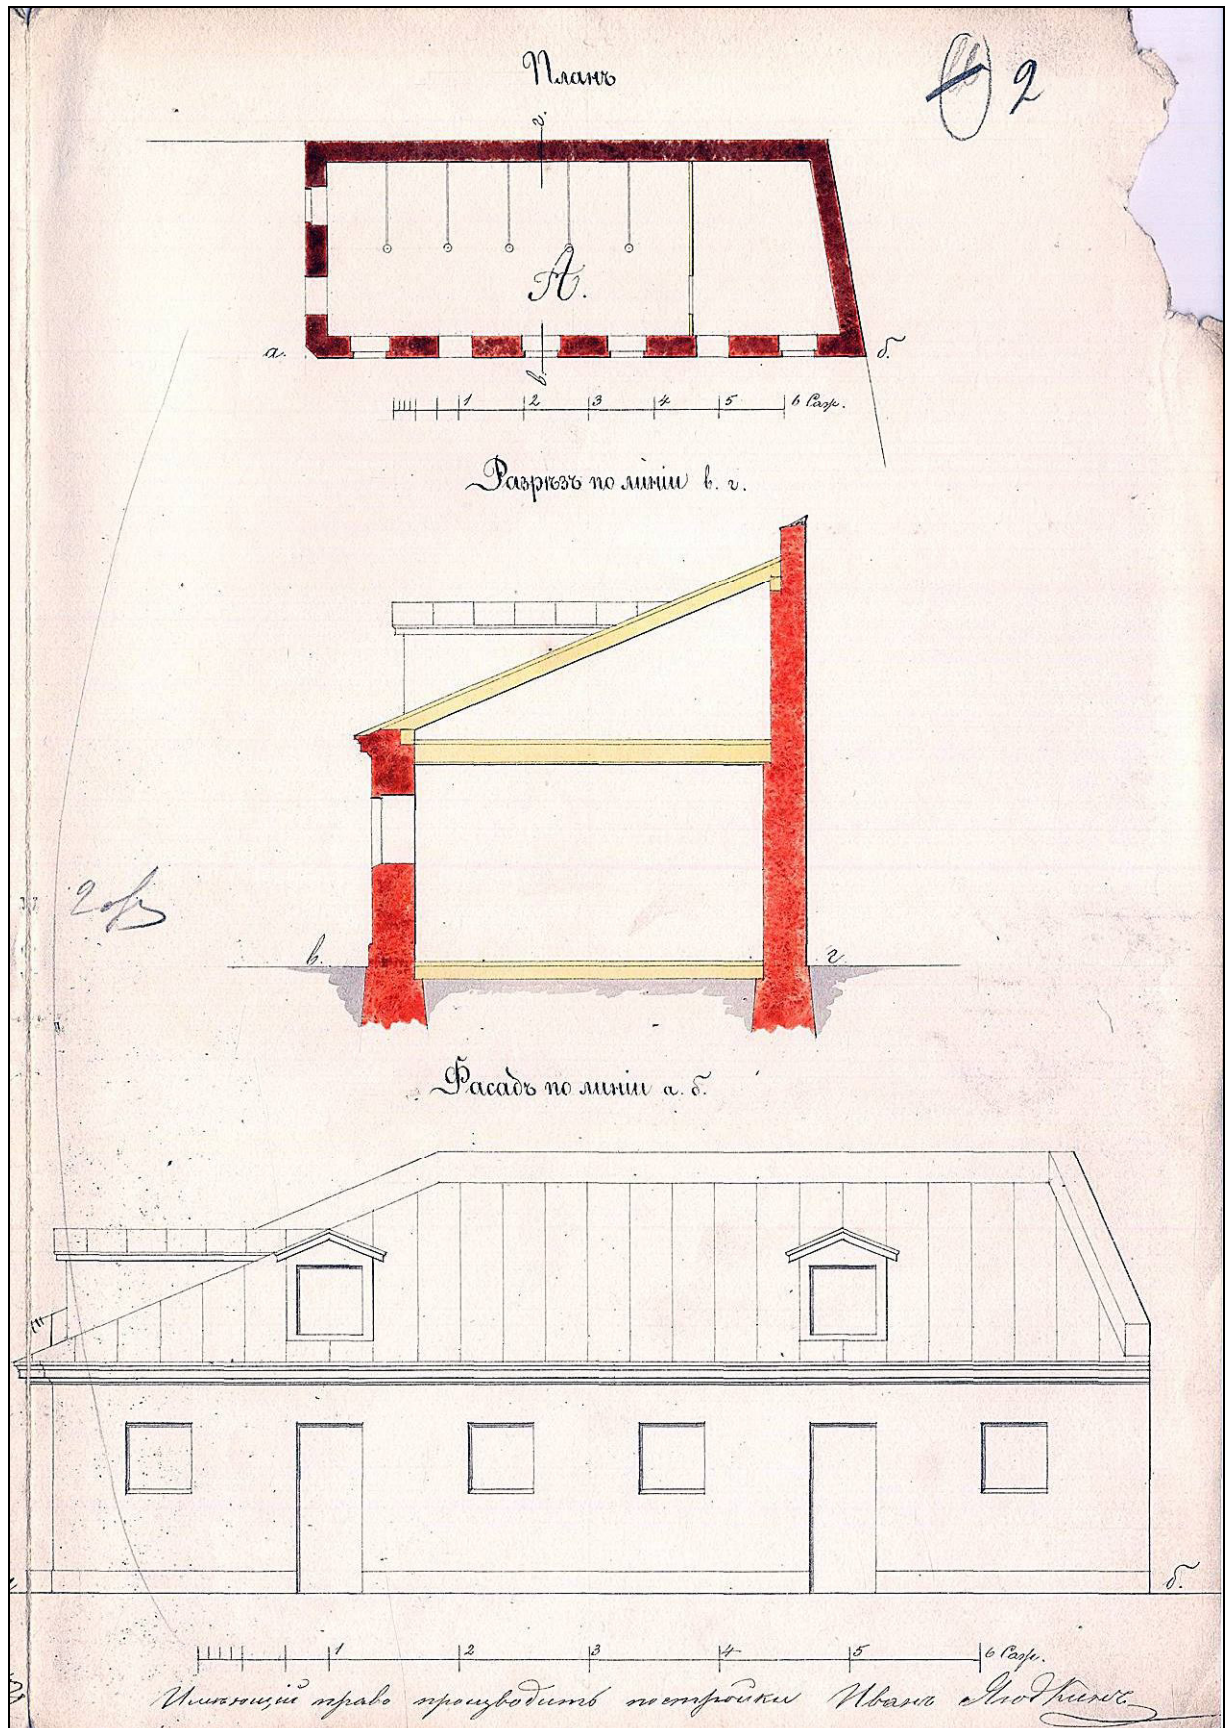 Планъ
2
г.
А.
а.
б.
в.
1 2 3 4 5 6 Саж.
Разрѣзъ по линіи в. г.
в.
г.
Фасадъ по линіи а. б.
б.
1 2 3 4 5 6 Саж.
Имѣющій право производить постройки Иванъ